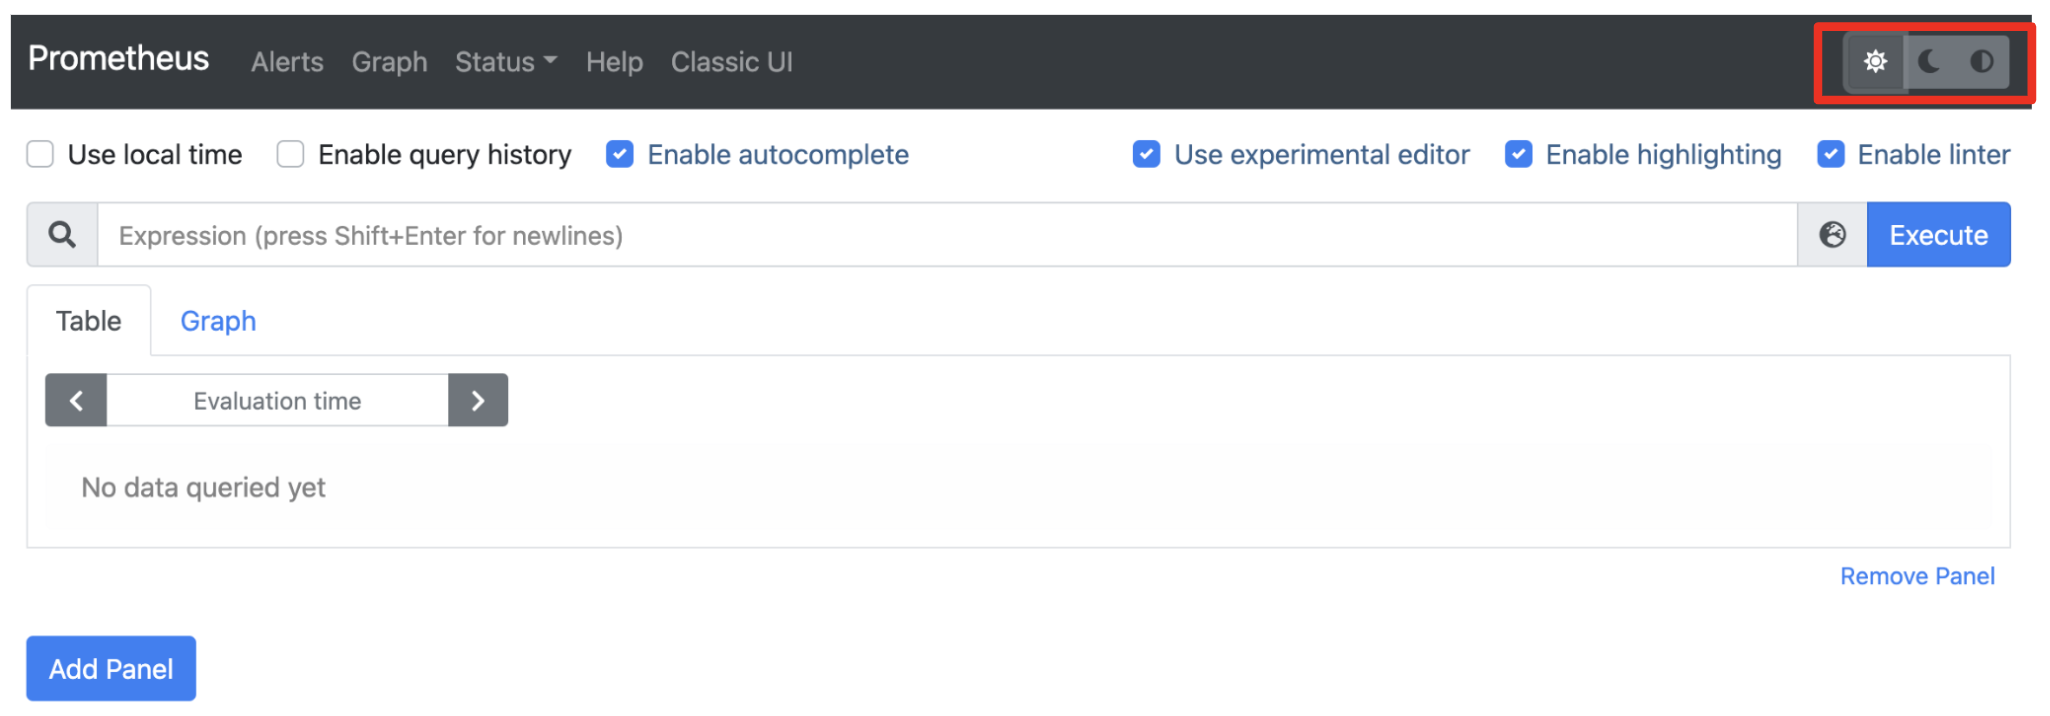 Prometheus Alerts Graph Status Help Classic UI
Use local time Enable query history Enable autocomplete Use experimental editor Enable highlighting Enable linter
Expression (press Shift+Enter for newlines) Execute
Table Graph
Evaluation time
No data queried yet
Remove Panel
Add Panel